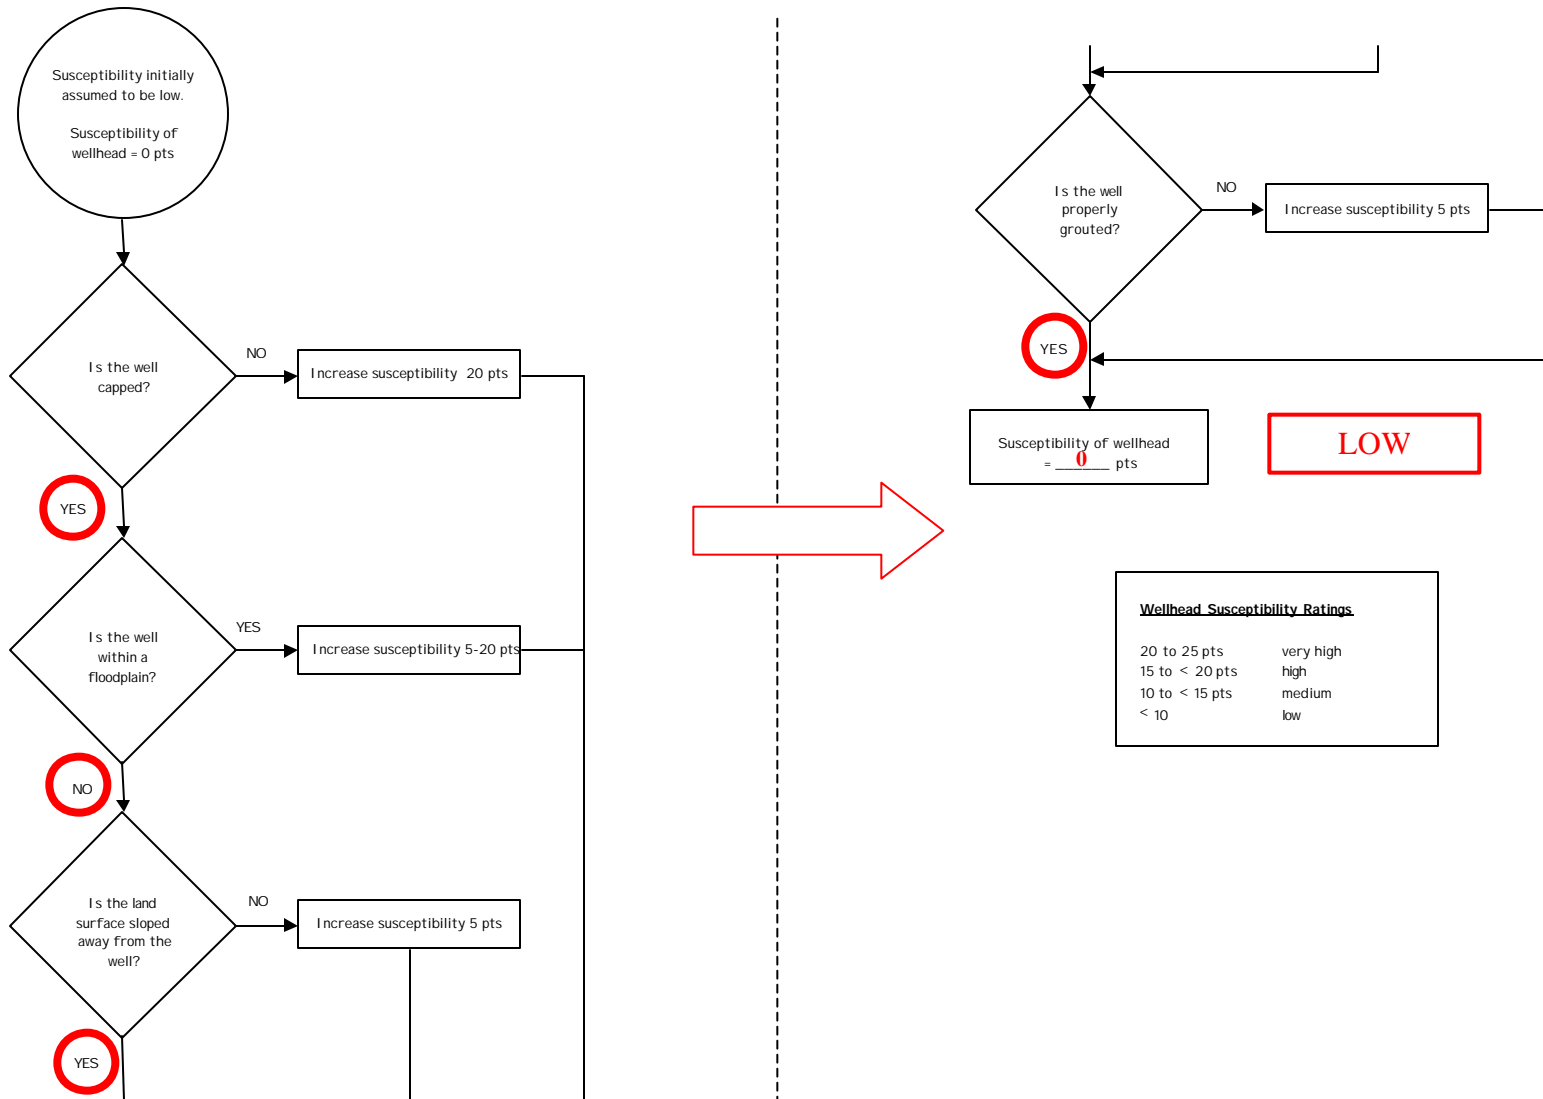 Susceptibility initially
assumed to be low.
Susceptibility of
wellhead = 0 pts
Is the well
capped?
NO
Increase susceptibility 20 pts
YES
Is the well
within a
floodplain?
YES
Increase susceptibility 5-20 pts
NO
Is the land
surface sloped
away from the
well?
NO
Increase susceptibility 5 pts
YES
Is the well
properly
grouted?
NO
Increase susceptibility 5 pts
YES
Susceptibility of wellhead
= ___0___ pts
LOW
Wellhead Susceptibility Ratings
20 to 25 pts very high
15 to < 20 pts high
10 to < 15 pts medium
< 10 low